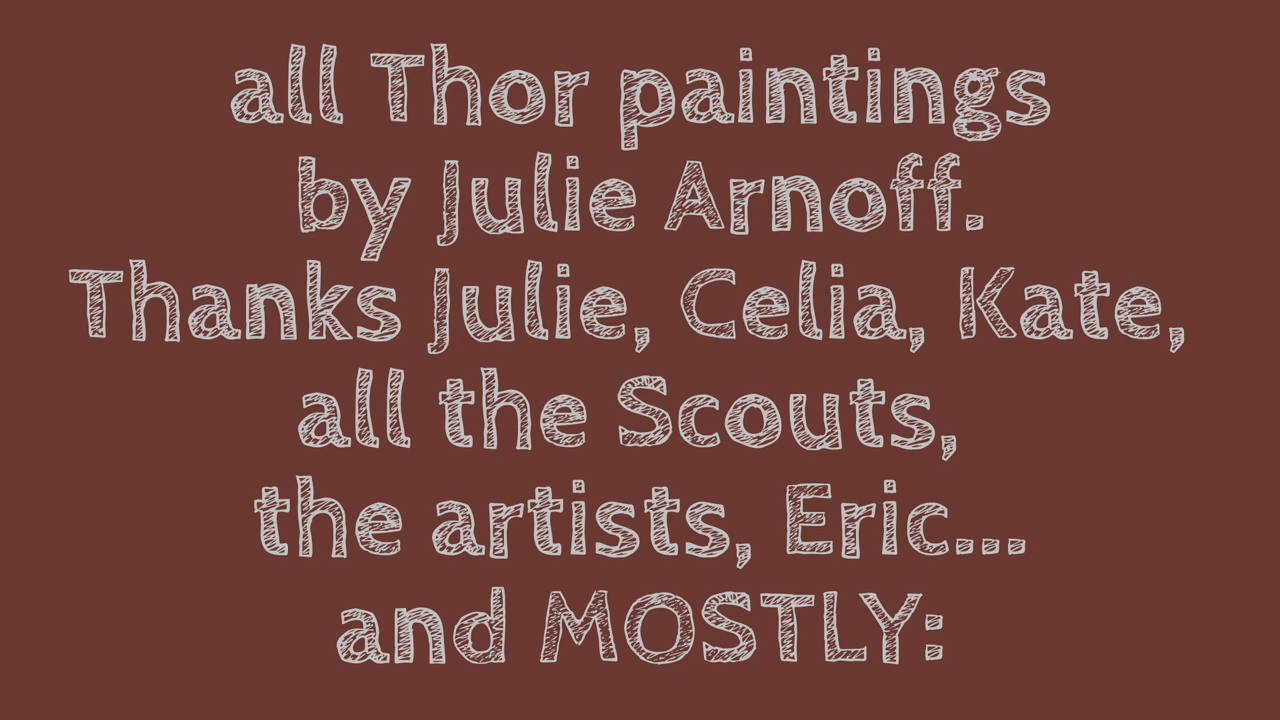 all Thor paintings
by Julie Arnoff.
Thanks Julie, Celia, Kate,
all the Scouts,
the artists, Eric...
and MOSTLY: